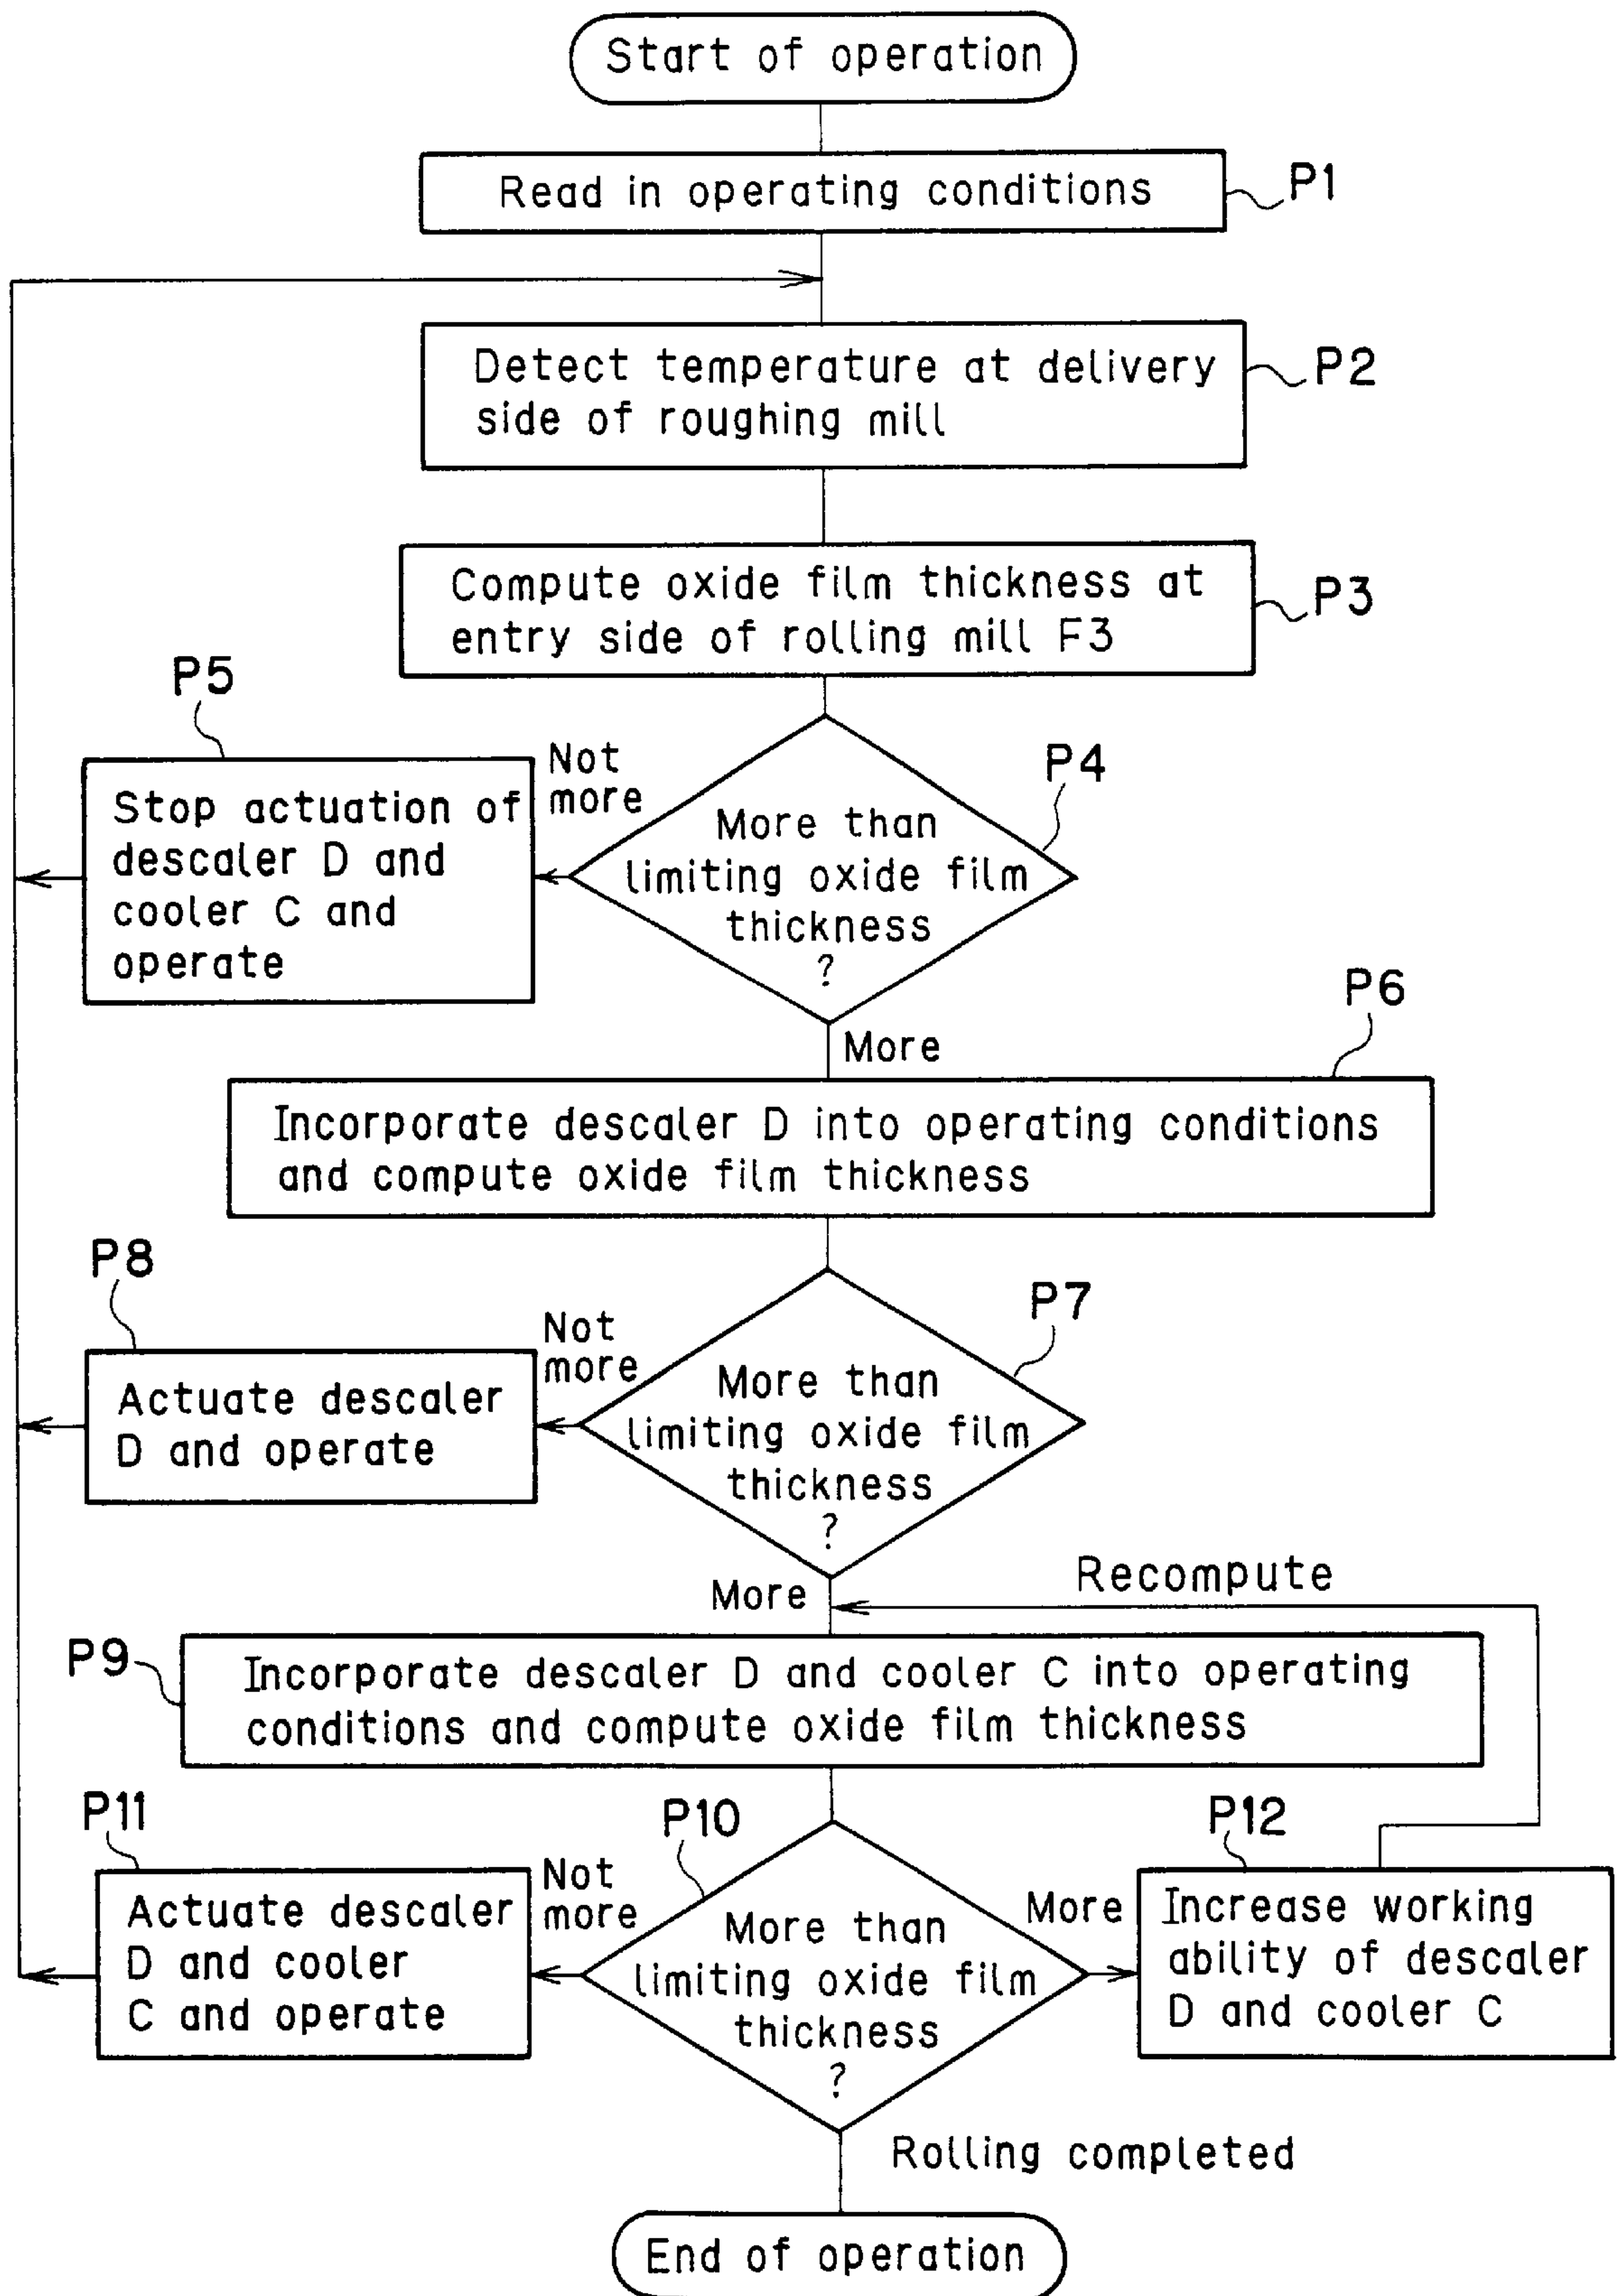 Start of operation
Read in operating conditions
P1
Detect temperature at delivery
side of roughing mill
P2
Compute oxide film thickness at
entry side of rolling mill F3
P3
P5
Stop actuation of
descaler D and
cooler C and
operate
Not
more
P4
More than
limiting oxide film
thickness
?
More
P6
Incorporate descaler D into operating conditions
and compute oxide film thickness
P8
Actuate descaler
D and operate
Not
more
P7
More than
limiting oxide film
thickness
?
More
Recompute
P9
Incorporate descaler D and cooler C into operating
conditions and compute oxide film thickness
P11
Actuate descaler
D and cooler
C and operate
Not
more
P10
More than
limiting oxide film
thickness
?
More
P12
Increase working
ability of descaler
D and cooler C
Rolling completed
End of operation